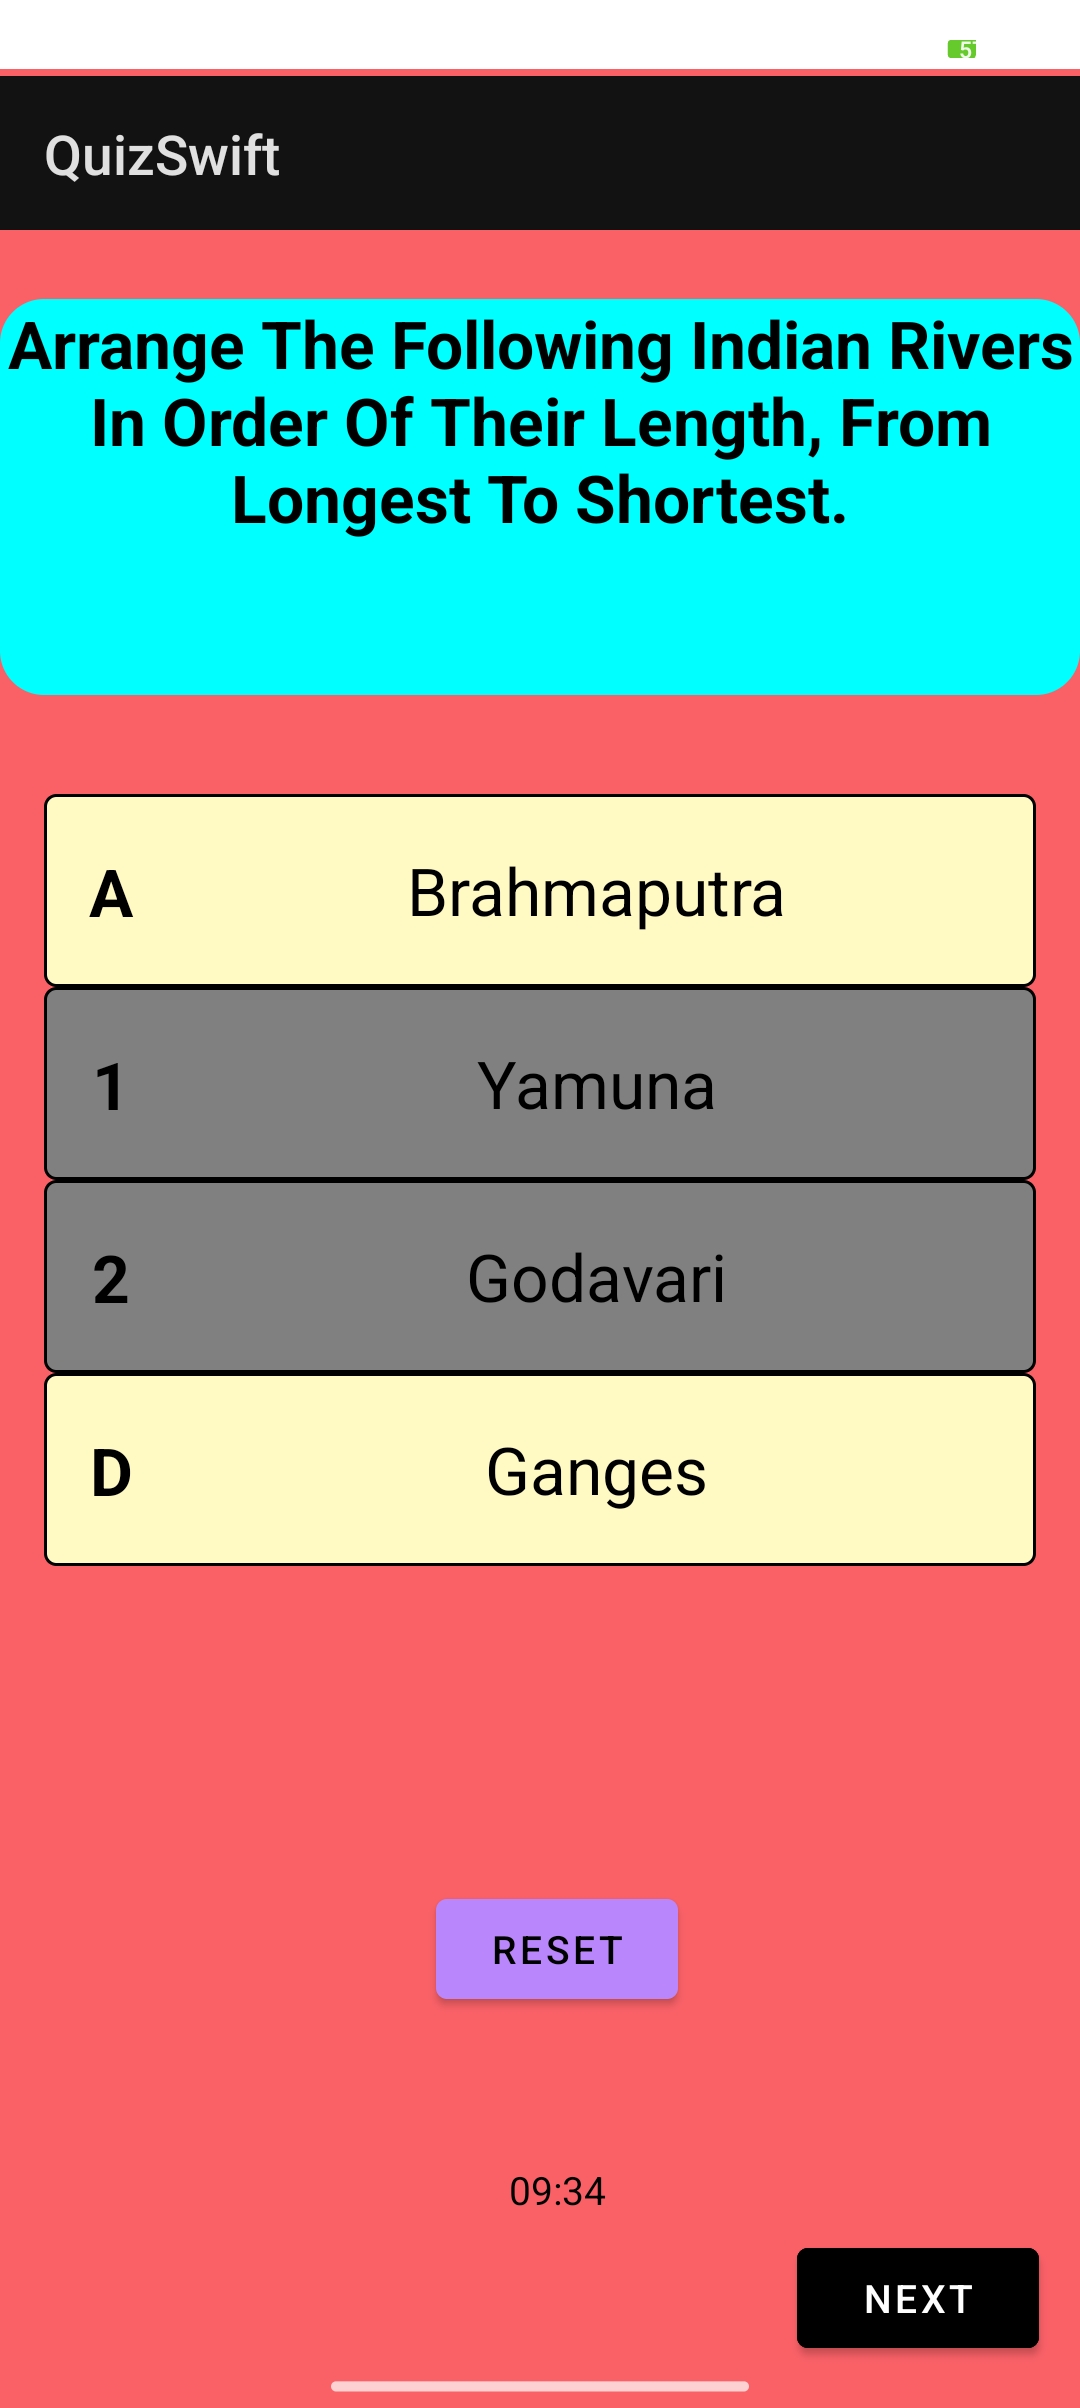 QuizSwift
Arrange The Following Indian Rivers
In Order Of Their Length, From
Longest To Shortest.
A Brahmaputra
1 Yamuna
2 Godavari
D Ganges
RESET
09:34
NEXT